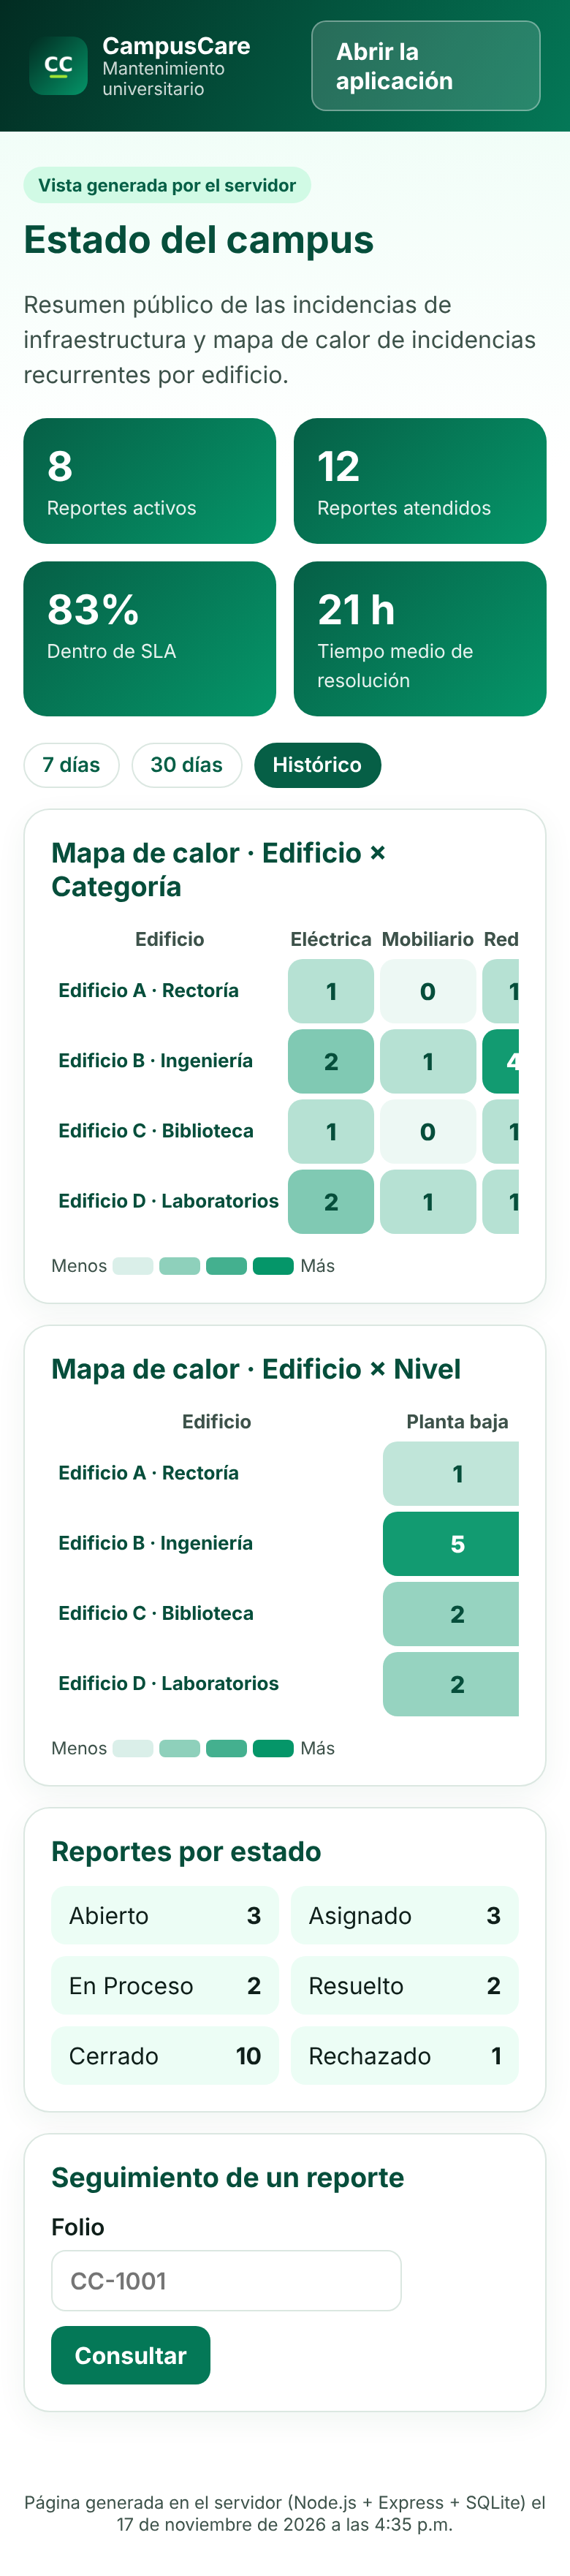 CC
CampusCare
Mantenimiento
universitario
Abrir la
aplicación
Vista generada por el servidor
Estado del campus
Resumen público de las incidencias de
infraestructura y mapa de calor de incidencias
recurrentes por edificio.
8
Reportes activos
12
Reportes atendidos
83%
Dentro de SLA
21 h
Tiempo medio de
resolución
7 días 30 días Histórico
Mapa de calor · Edificio ×
Categoría
Edificio Eléctrica Mobiliario Red
Edificio A · Rectoría 1 0 1
Edificio B · Ingeniería 2 1 4
Edificio C · Biblioteca 1 0 1
Edificio D · Laboratorios 2 1 1
Menos Más
Mapa de calor · Edificio × Nivel
Edificio Planta baja
Edificio A · Rectoría 1
Edificio B · Ingeniería 5
Edificio C · Biblioteca 2
Edificio D · Laboratorios 2
Menos Más
Reportes por estado
Abierto 3 Asignado 3
En Proceso 2 Resuelto 2
Cerrado 10 Rechazado 1
Seguimiento de un reporte
Folio
CC-1001
Consultar
Página generada en el servidor (Node.js + Express + SQLite) el
17 de noviembre de 2026 a las 4:35 p.m.